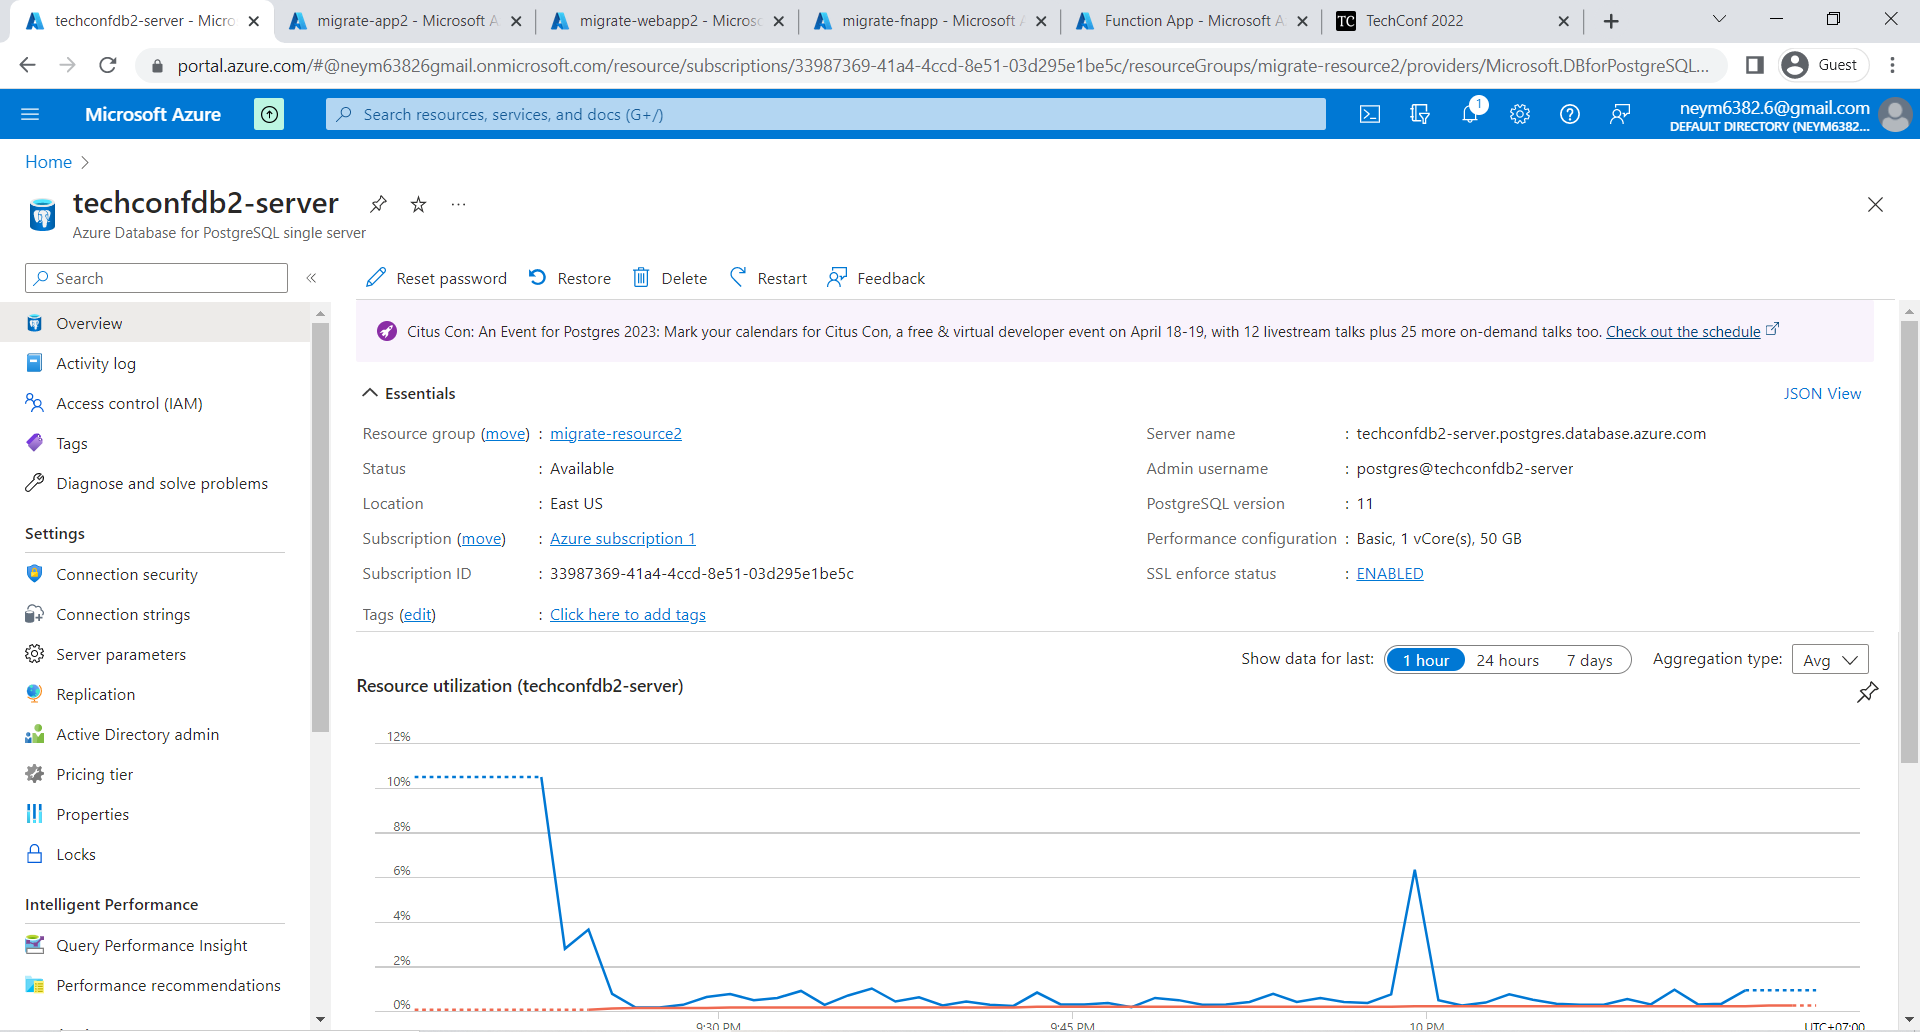 techconfdb2-server - Micro
migrate-app2 - Microsoft A
migrate-webapp2 - Micros
migrate-fnapp - Microsoft A
Function App - Microsoft A
TC TechConf 2022
portal.azure.com/#@neym63826gmail.onmicrosoft.com/resource/subscriptions/33987369-41a4-4ccd-8e51-03d295e1be5c/resourceGroups/migrate-resource2/providers/Microsoft.DBforPostgreSQL...
Guest
Microsoft Azure
Search resources, services, and docs (G+/)
1
neym6382.6@gmail.com
DEFAULT DIRECTORY (NEYM6382...
Home
techconfdb2-server
...
Azure Database for PostgreSQL single server
Search
«
Reset password
Restore
Delete
Restart
Feedback
Citus Con: An Event for Postgres 2023: Mark your calendars for Citus Con, a free & virtual developer event on April 18-19, with 12 livestream talks plus 25 more on-demand talks too. Check out the schedule
Overview
Activity log
Access control (IAM)
Tags
Diagnose and solve problems
Settings
Connection security
Connection strings
Server parameters
Replication
Active Directory admin
Pricing tier
Properties
Locks
Intelligent Performance
Query Performance Insight
Performance recommendations
Essentials
JSON View
Resource group (move) : migrate-resource2
Status : Available
Location : East US
Subscription (move) : Azure subscription 1
Subscription ID : 33987369-41a4-4ccd-8e51-03d295e1be5c
Tags (edit) : Click here to add tags
Server name : techconfdb2-server.postgres.database.azure.com
Admin username : postgres@techconfdb2-server
PostgreSQL version : 11
Performance configuration : Basic, 1 vCore(s), 50 GB
SSL enforce status : ENABLED
Show data for last: 1 hour 24 hours 7 days
Aggregation type: Avg
Resource utilization (techconfdb2-server)
12%
10%
8%
6%
4%
2%
0%
9:30 PM
9:45 PM
10 PM
UTC+07:00